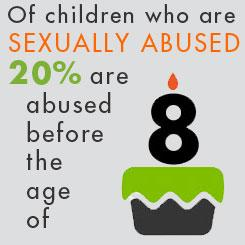 Of children who are
SEXUALLY ABUSED
20% are
abused
before
the
age
of
8